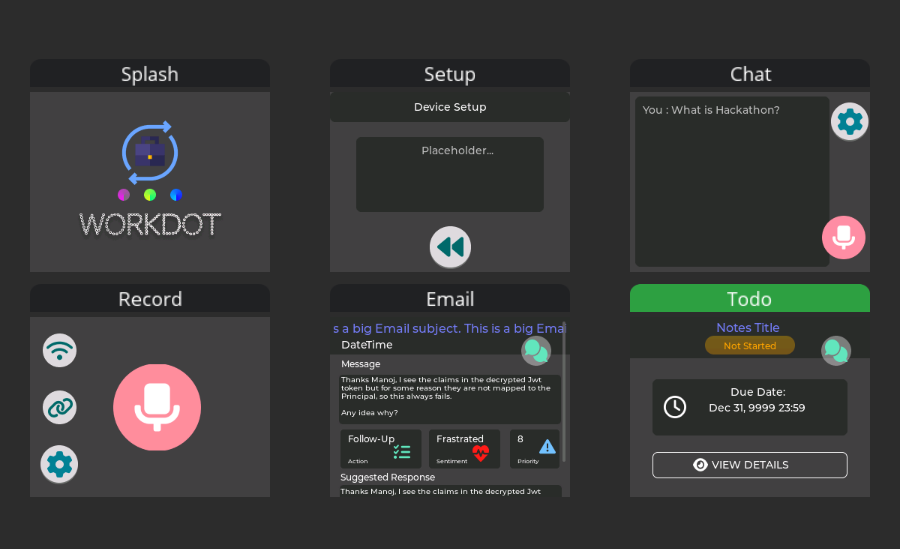 Splash
WORKDOT
Setup
Device Setup
Placeholder...
Chat
You : What is Hackathon?
Record
Email
s a big Email subject. This is a big Emai
DateTime
Message
Thanks Manoj, I see the claims in the decrypted Jwt
token but for some reason they are not mapped to the
Principal, so this always fails.
Any idea why?
Follow-Up
Action
Frastrated
Sentiment
8
Priority
Suggested Response
Thanks Manoj, I see the claims in the decrypted Jwt
Todo
Notes Title
Not Started
Due Date:
Dec 31, 9999 23:59
VIEW DETAILS